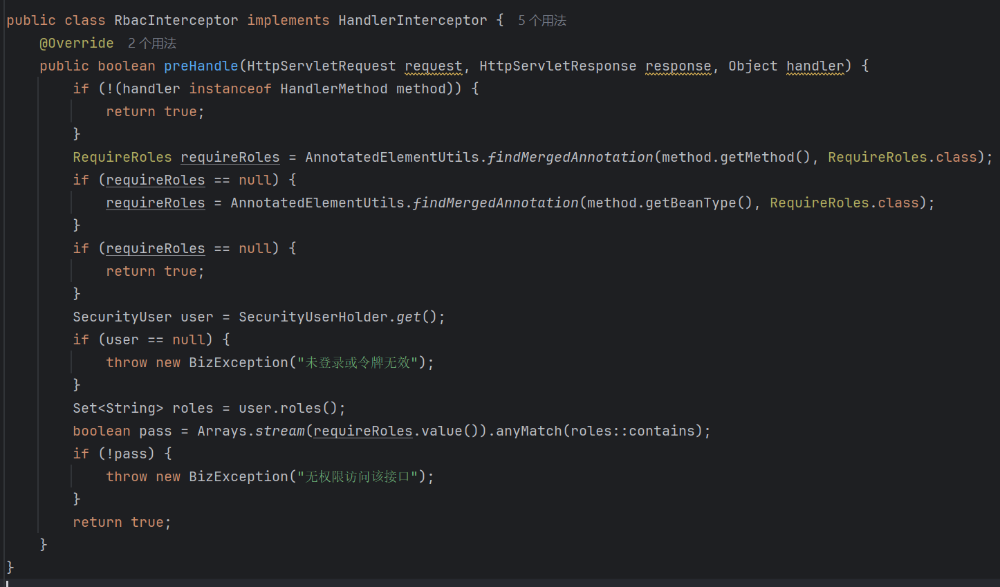 public class RbacInterceptor implements HandlerInterceptor {  5 个用法
    @Override  2 个用法
    public boolean preHandle(HttpServletRequest request, HttpServletResponse response, Object handler) {
        if (!(handler instanceof HandlerMethod method)) {
            return true;
        }
        RequireRoles requireRoles = AnnotatedElementUtils.findMergedAnnotation(method.getMethod(), RequireRoles.class);
        if (requireRoles == null) {
            requireRoles = AnnotatedElementUtils.findMergedAnnotation(method.getBeanType(), RequireRoles.class);
        }
        if (requireRoles == null) {
            return true;
        }
        SecurityUser user = SecurityUserHolder.get();
        if (user == null) {
            throw new BizException("未登录或令牌无效");
        }
        Set<String> roles = user.roles();
        boolean pass = Arrays.stream(requireRoles.value()).anyMatch(roles::contains);
        if (!pass) {
            throw new BizException("无权限访问该接口");
        }
        return true;
    }
}